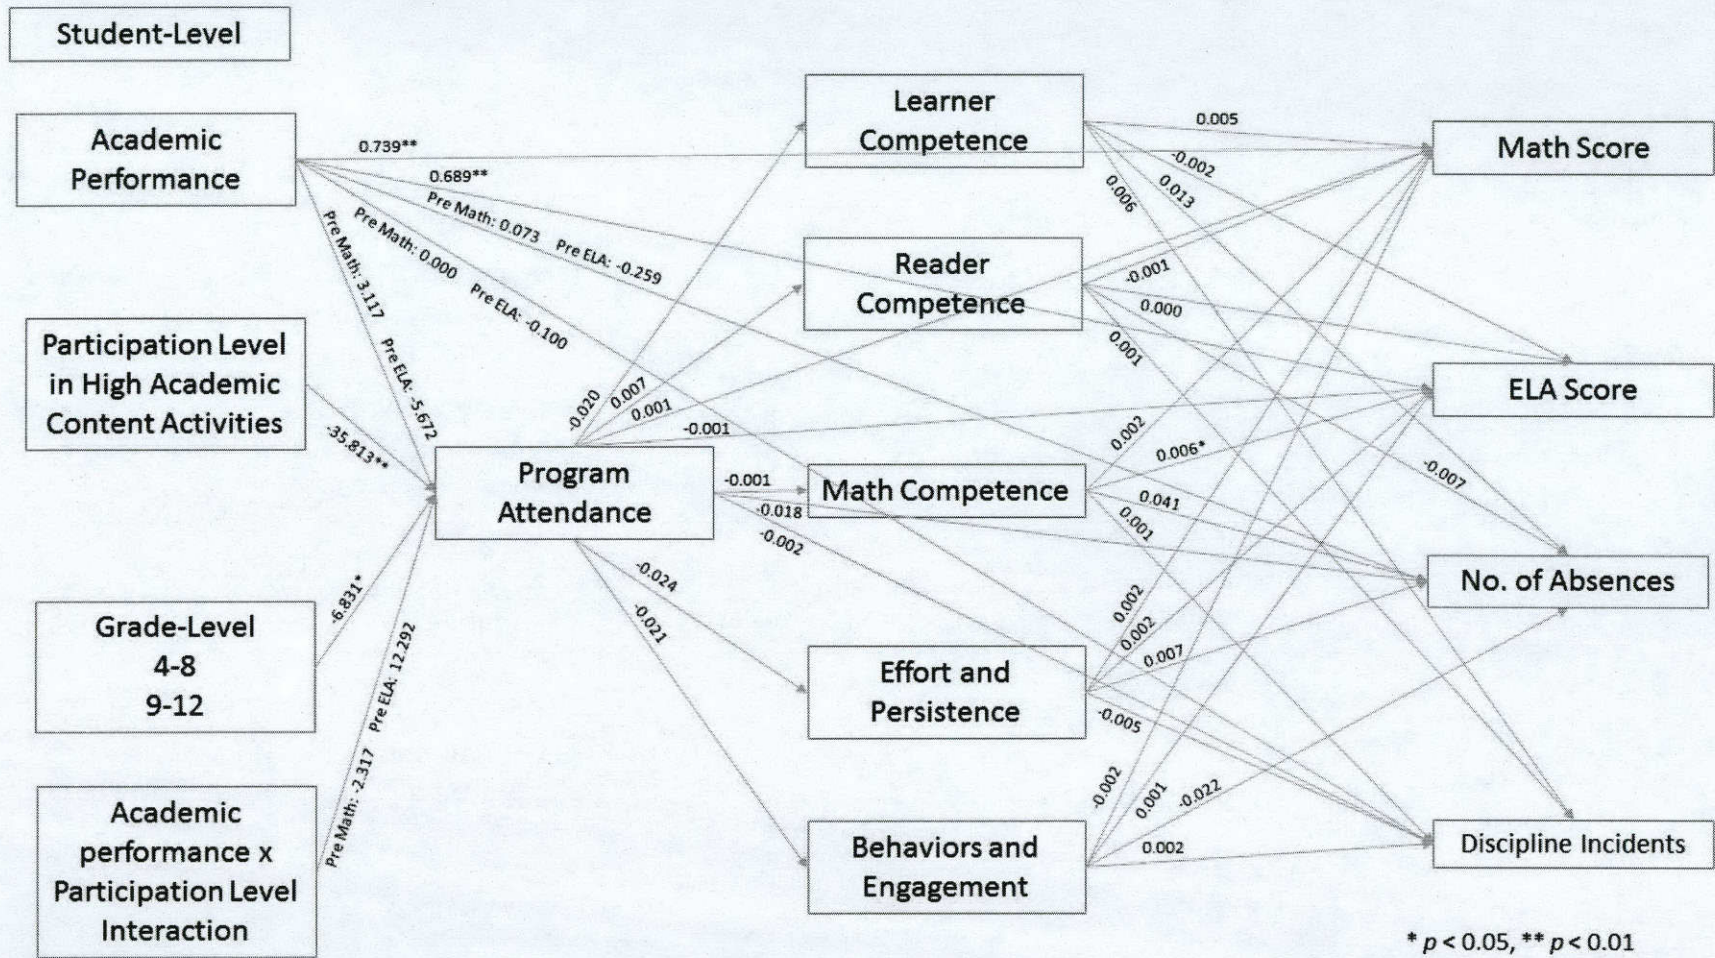 Student-Level
Academic
Performance
Participation Level
in High Academic
Content Activities
Grade-Level
4-8
9-12
Academic
performance x
Participation Level
Interaction
0.739**
0.689**
Pre Math: 0.073 Pre ELA: -0.259
Pre Math: 0.000 Pre ELA: -0.100
Pre Math: 3.117 Pre ELA: -5.672
-35.813**
-6.831*
Pre Math: -2.317 Pre ELA: 12.292
Program
Attendance
-0.020
0.007
0.001
-0.001
-0.001
-0.018
-0.002
-0.024
-0.021
Learner
Competence
Reader
Competence
Math Competence
Effort and
Persistence
Behaviors and
Engagement
0.005
-0.002
0.013
0.006
-0.001
0.000
0.001
-0.007
0.002
0.006*
0.041
0.001
0.002
0.002
0.007
-0.005
-0.002
0.001
-0.022
0.002
Math Score
ELA Score
No. of Absences
Discipline Incidents
* p < 0.05, ** p < 0.01